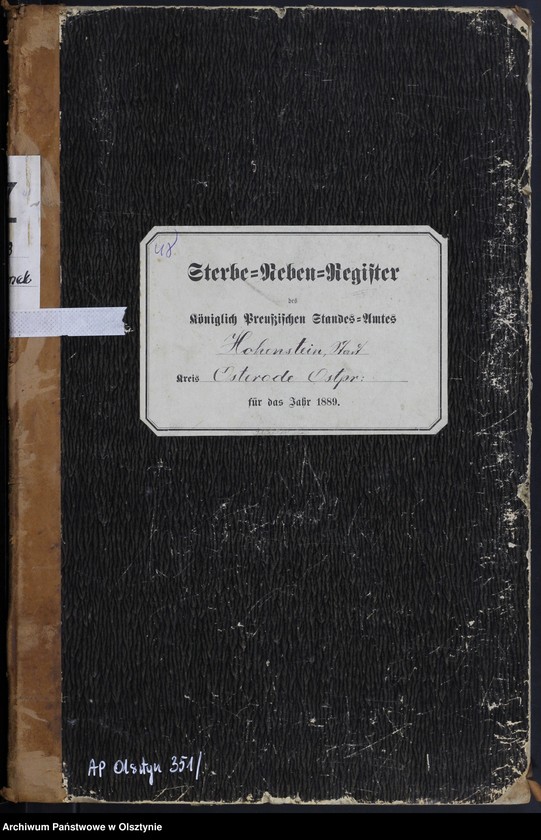 48
Sterbe=Neben=Register
des
Königlich Preußischen Standes=Amtes
Hohenstein, Stadt
Kreis Osterode Ostpr:
für das Jahr 1889.
nek
AP Olsztyn 351/
Archiwum Państwowe w Olsztynie